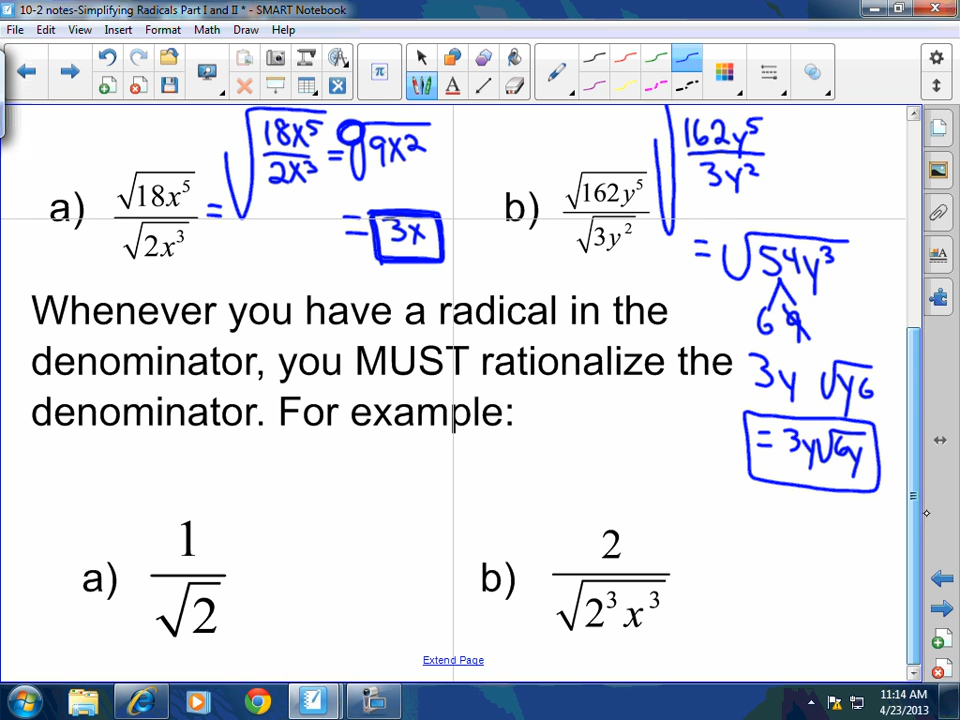 10-2 notes-Simplifying Radicals Part I and II * - SMART Notebook
File Edit View Insert Format Math Draw Help
a) √18x⁵ / √2x³ = √(18x⁵ / 2x³) = √9x²
= 3x
b) √162y⁵ / √3y² √(162y⁵ / 3y²)
= √54y³
6 9
3y √y6
= 3y√6y
Whenever you have a radical in the
denominator, you MUST rationalize the
denominator. For example:
a) 1 / √2
b) 2 / √2³x³
Extend Page
11:14 AM
4/23/2013